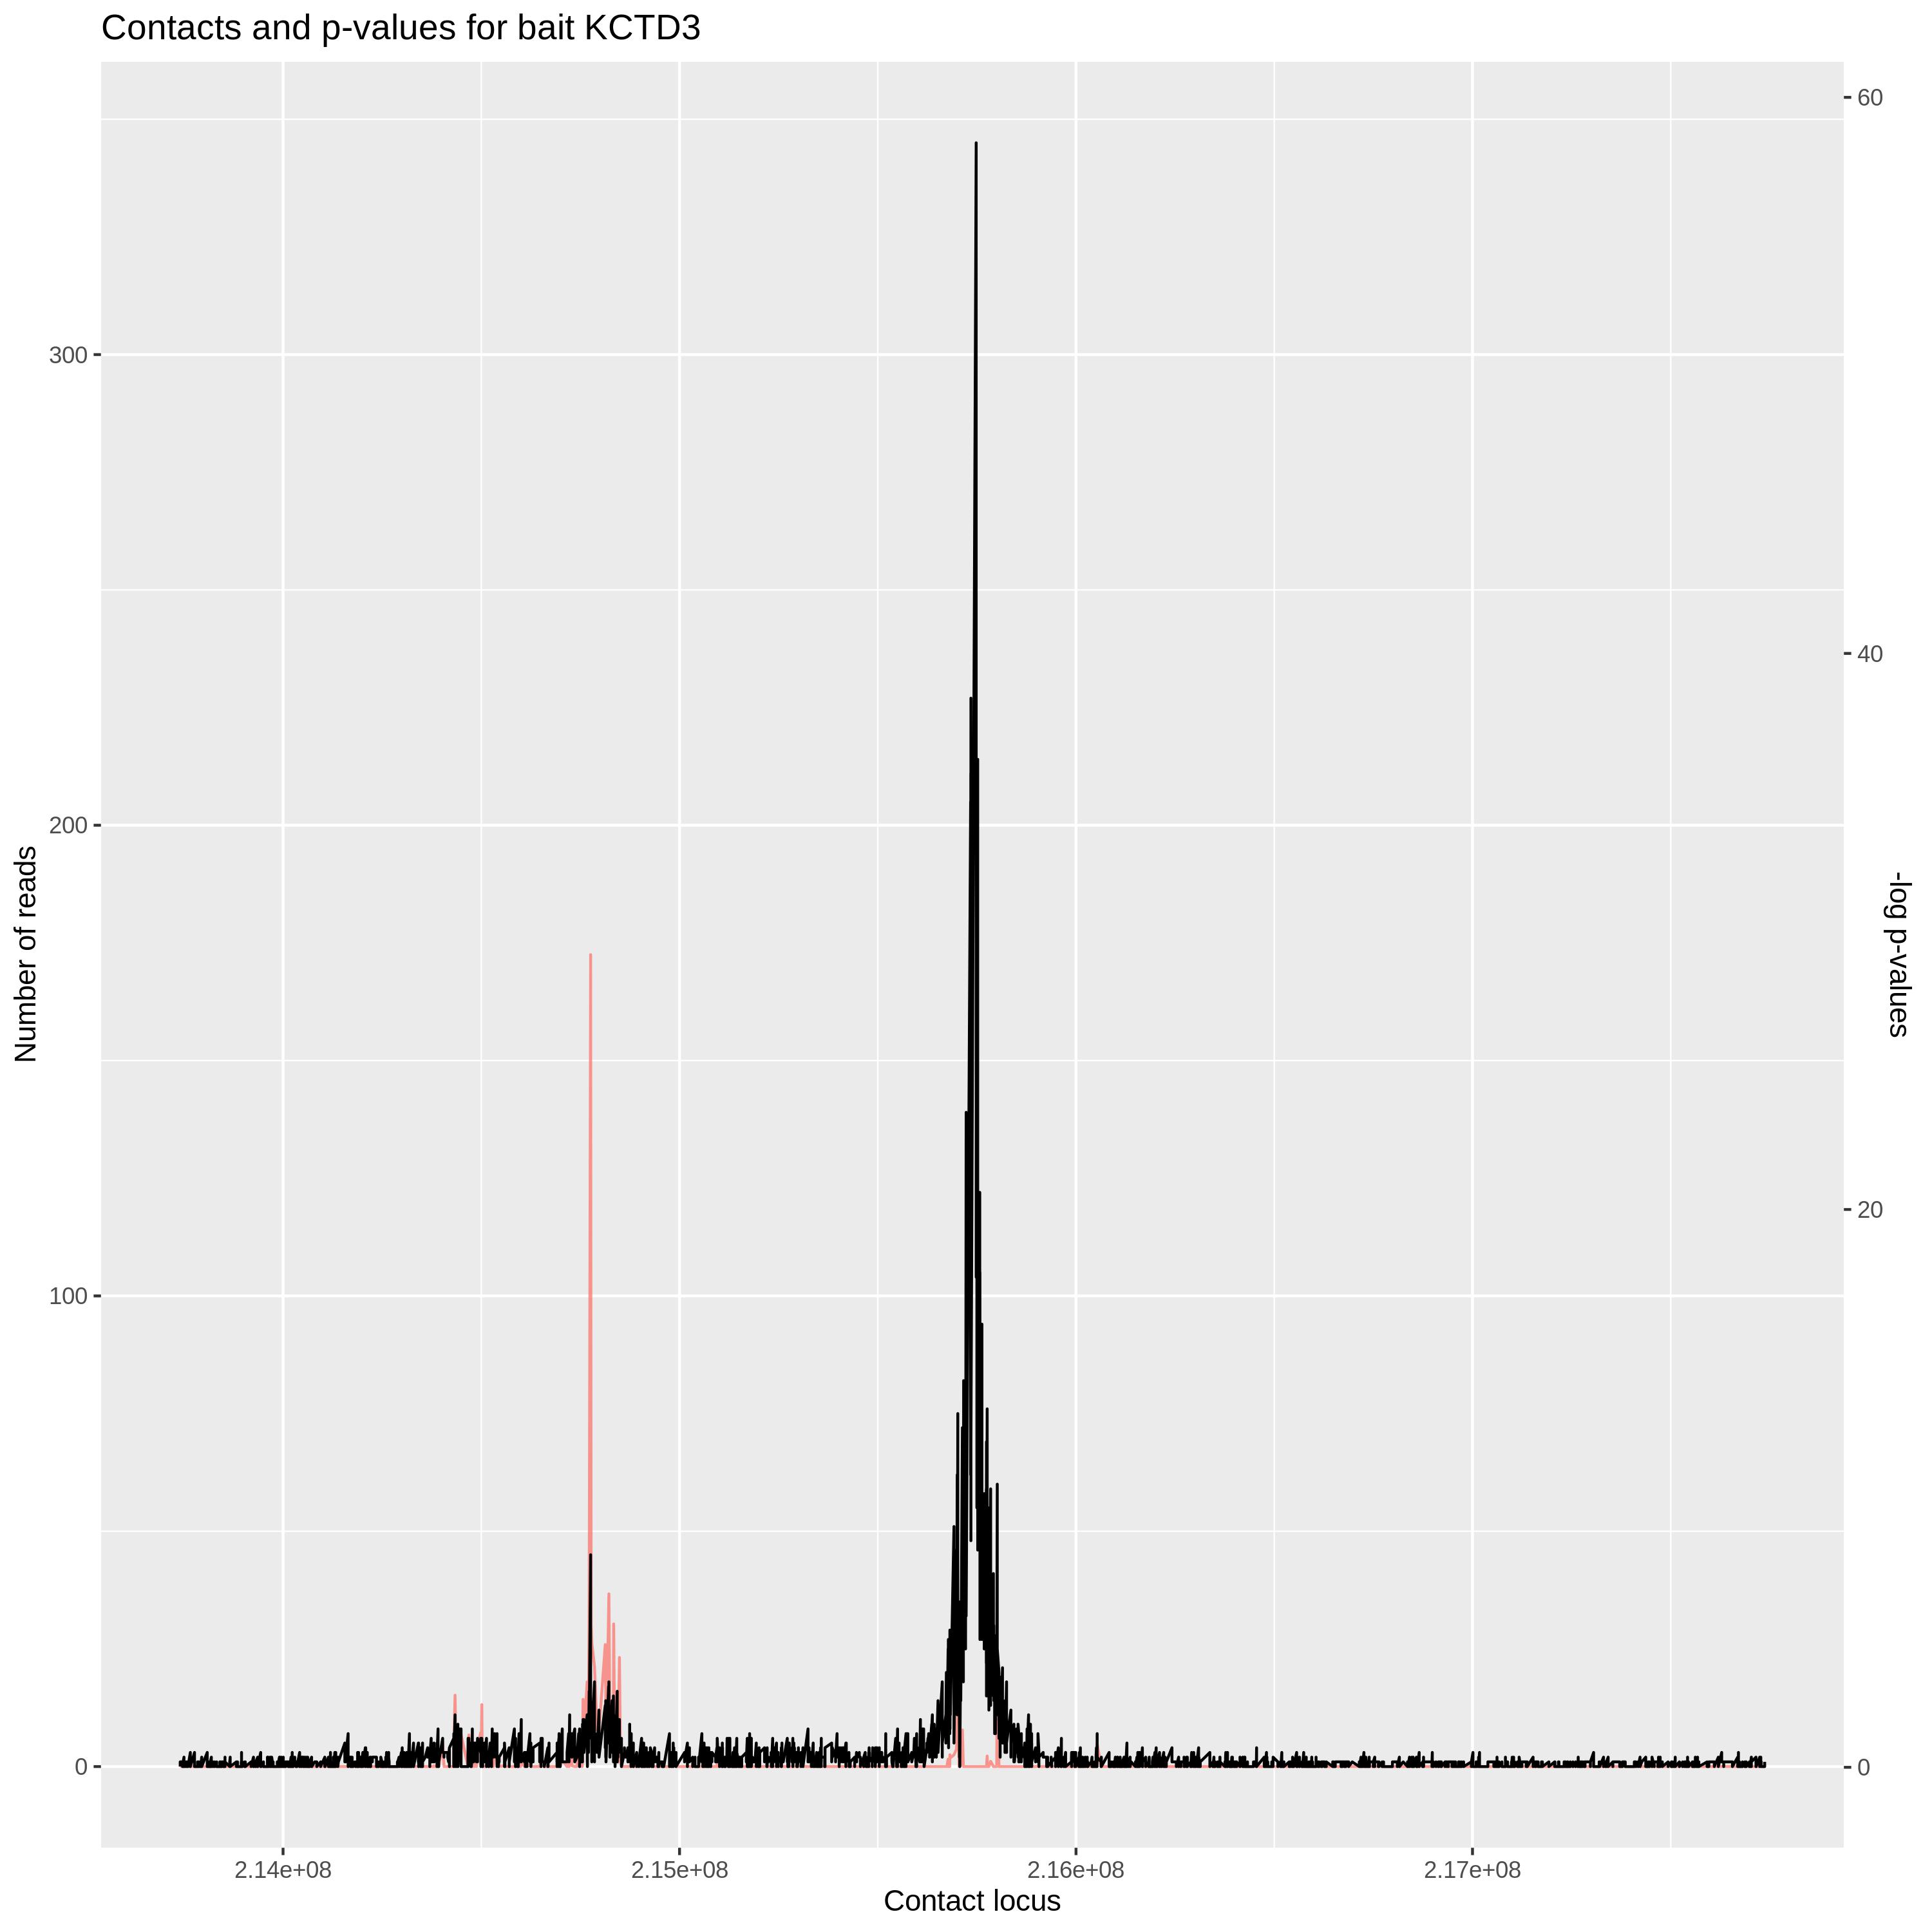 Contacts and p-values for bait KCTD3
Number of reads
300
200
100
0
60
40
20
0
-log p-values
2.14e+08
2.15e+08
2.16e+08
2.17e+08
Contact locus